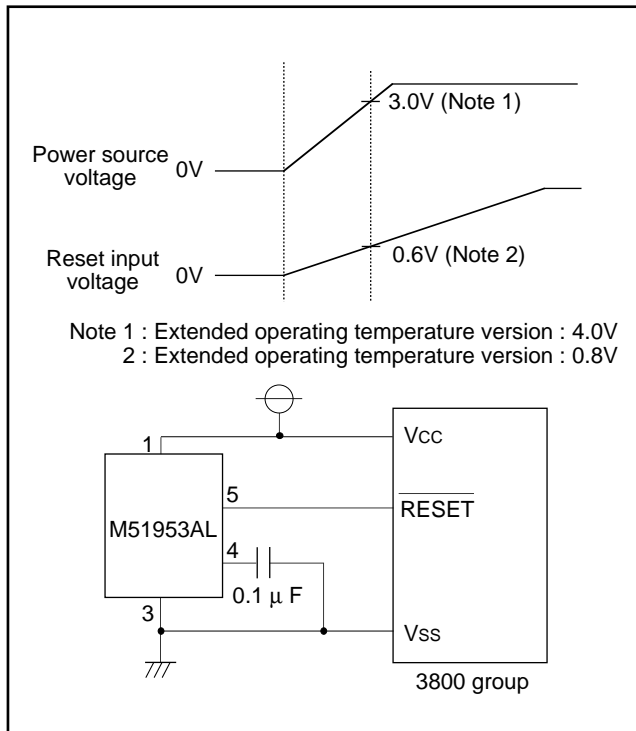 3.0V (Note 1)
Power source
voltage
0V
0.6V (Note 2)
Reset input
voltage
0V
Note 1 : Extended operating temperature version : 4.0V
2 : Extended operating temperature version : 0.8V
1
VCC
5
RESET
M51953AL
4
0.1 μ F
3
VSS
3800 group